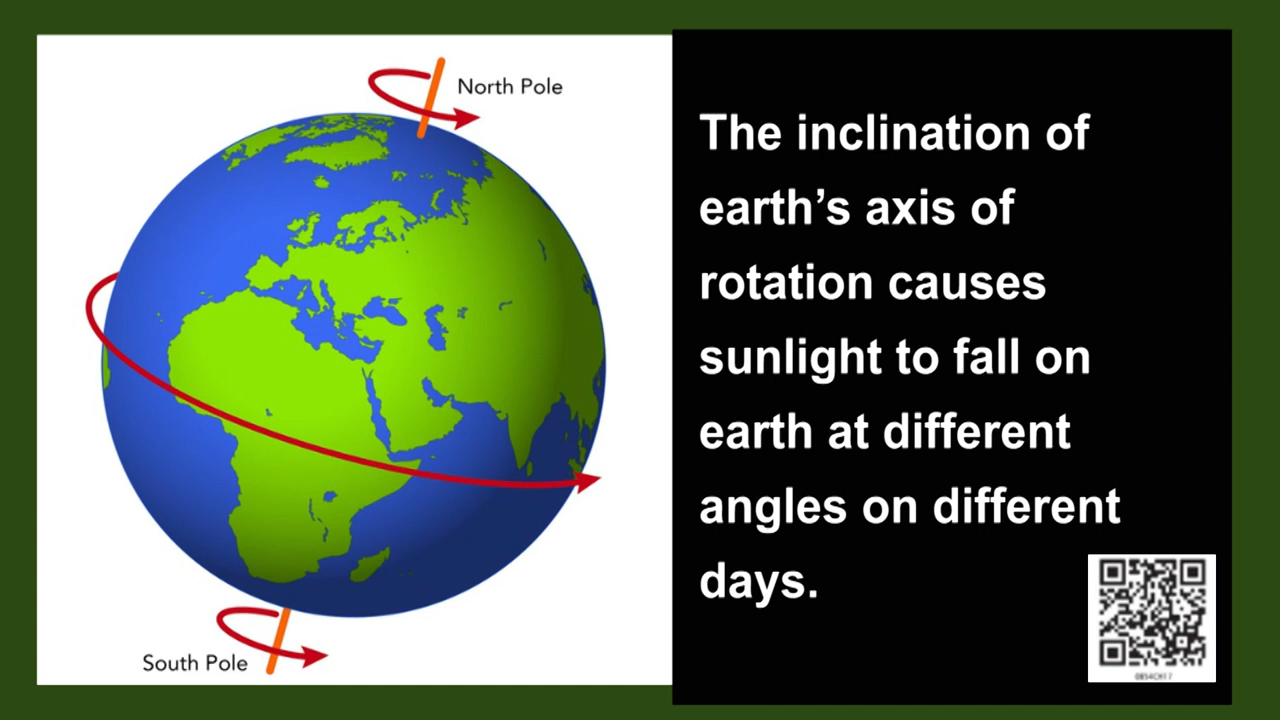 North Pole
The inclination of
earth’s axis of
rotation causes
sunlight to fall on
earth at different
angles on different
days.
South Pole